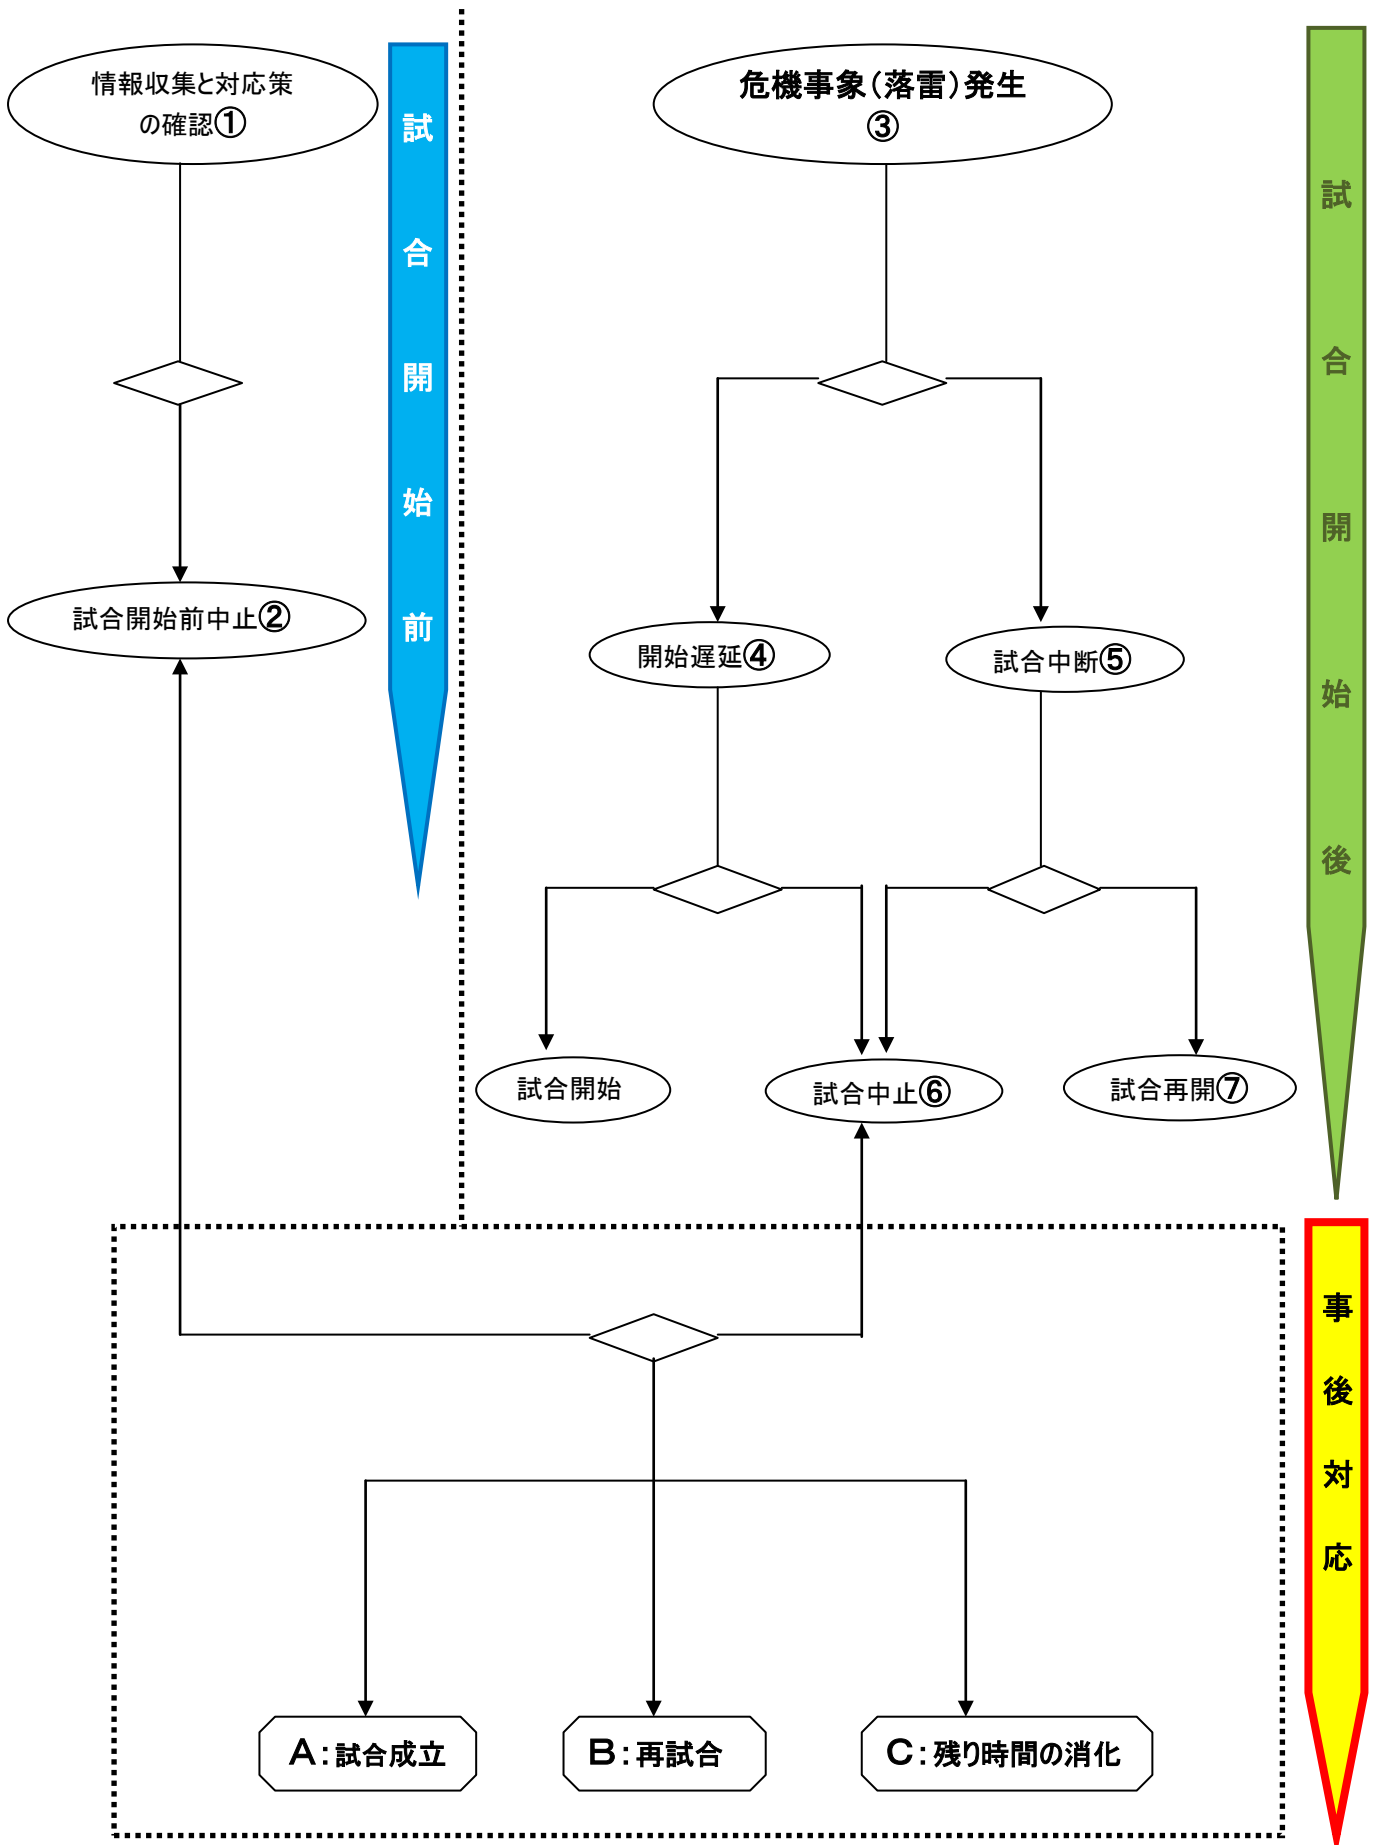 情報収集と対応策
の確認①
試合開始前中止②
試合開始前
危機事象（落雷）発生
③
開始遅延④
試合中断⑤
試合開始
試合中止⑥
試合再開⑦
試合開始後
事後対応
A：試合成立
B：再試合
C：残り時間の消化